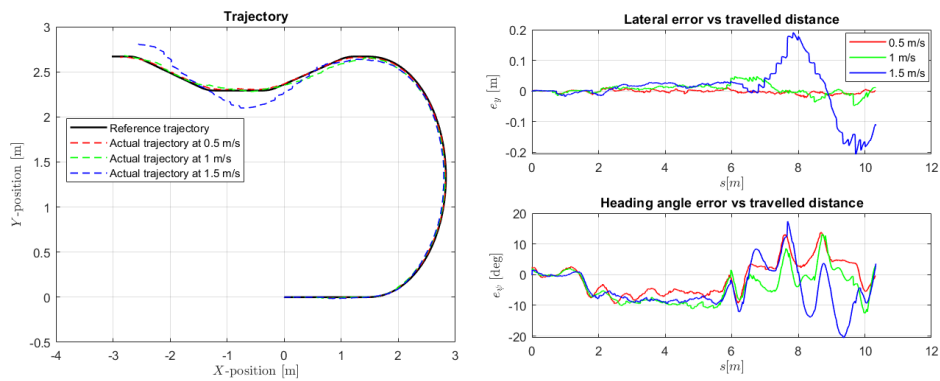 Trajectory
3
2.5
2
1.5
1
0.5
0
-0.5
Y-position [m]
Reference trajectory
Actual trajectory at 0.5 m/s
Actual trajectory at 1 m/s
Actual trajectory at 1.5 m/s
-4 -3 -2 -1 0 1 2 3
X-position [m]
Lateral error vs travelled distance
0.2
0.1
0
-0.1
-0.2
e_y [m]
0.5 m/s
1 m/s
1.5 m/s
0 2 4 6 8 10 12
s[m]
Heading angle error vs travelled distance
20
10
0
-10
-20
e_ψ [deg]
0 2 4 6 8 10 12
s[m]